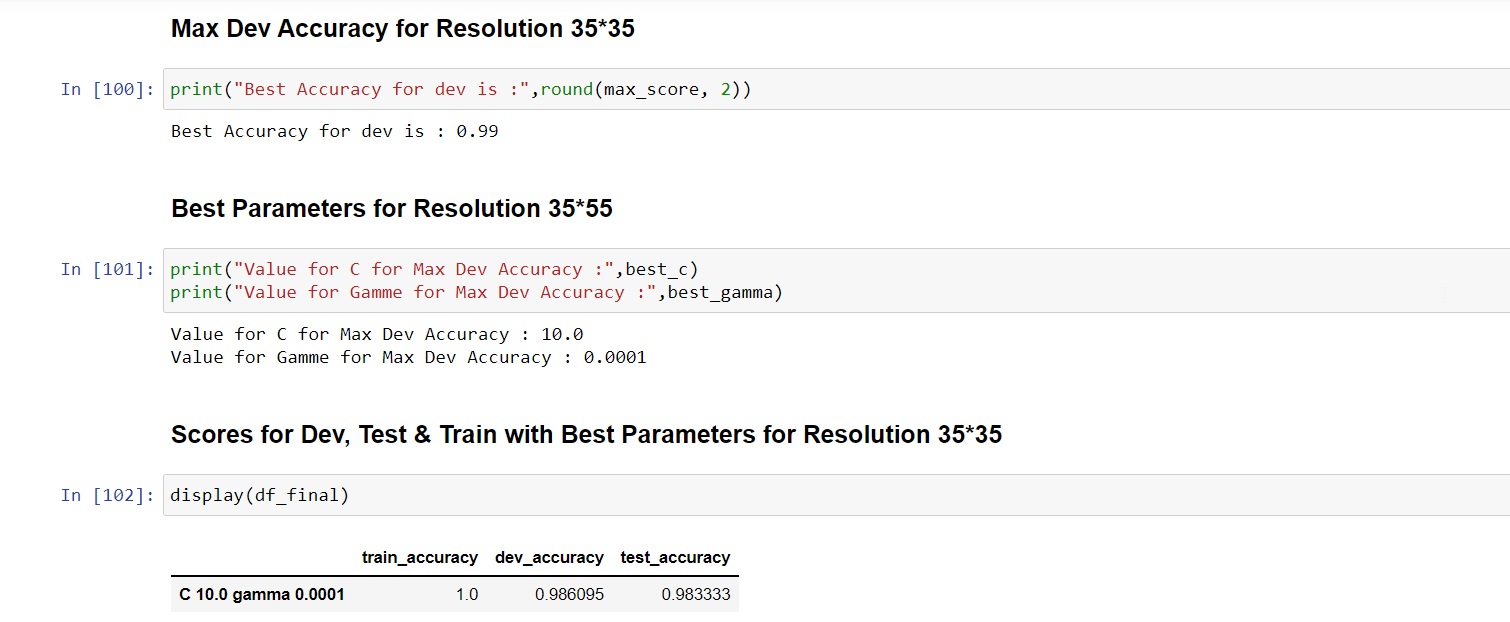 Max Dev Accuracy for Resolution 35*35
In [100]: print("Best Accuracy for dev is :",round(max_score, 2))
Best Accuracy for dev is : 0.99
Best Parameters for Resolution 35*55
In [101]: print("Value for C for Max Dev Accuracy :",best_c)
print("Value for Gamme for Max Dev Accuracy :",best_gamma)
Value for C for Max Dev Accuracy : 10.0
Value for Gamme for Max Dev Accuracy : 0.0001
Scores for Dev, Test & Train with Best Parameters for Resolution 35*35
In [102]: display(df_final)
train_accuracy dev_accuracy test_accuracy
C 10.0 gamma 0.0001 1.0 0.986095 0.983333